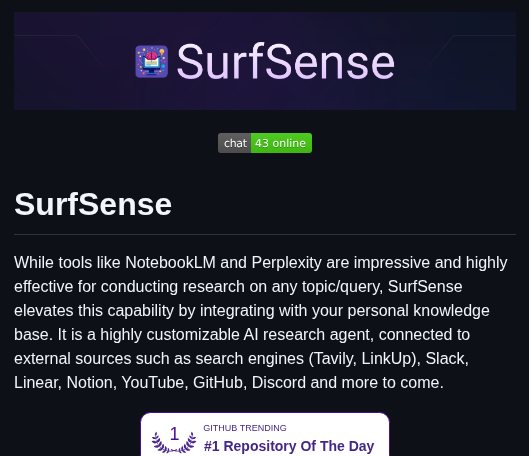 SurfSense
chat 43 online
SurfSense
While tools like NotebookLM and Perplexity are impressive and highly
effective for conducting research on any topic/query, SurfSense
elevates this capability by integrating with your personal knowledge
base. It is a highly customizable AI research agent, connected to
external sources such as search engines (Tavily, LinkUp), Slack,
Linear, Notion, YouTube, GitHub, Discord and more to come.
1
GITHUB TRENDING
#1 Repository Of The Day